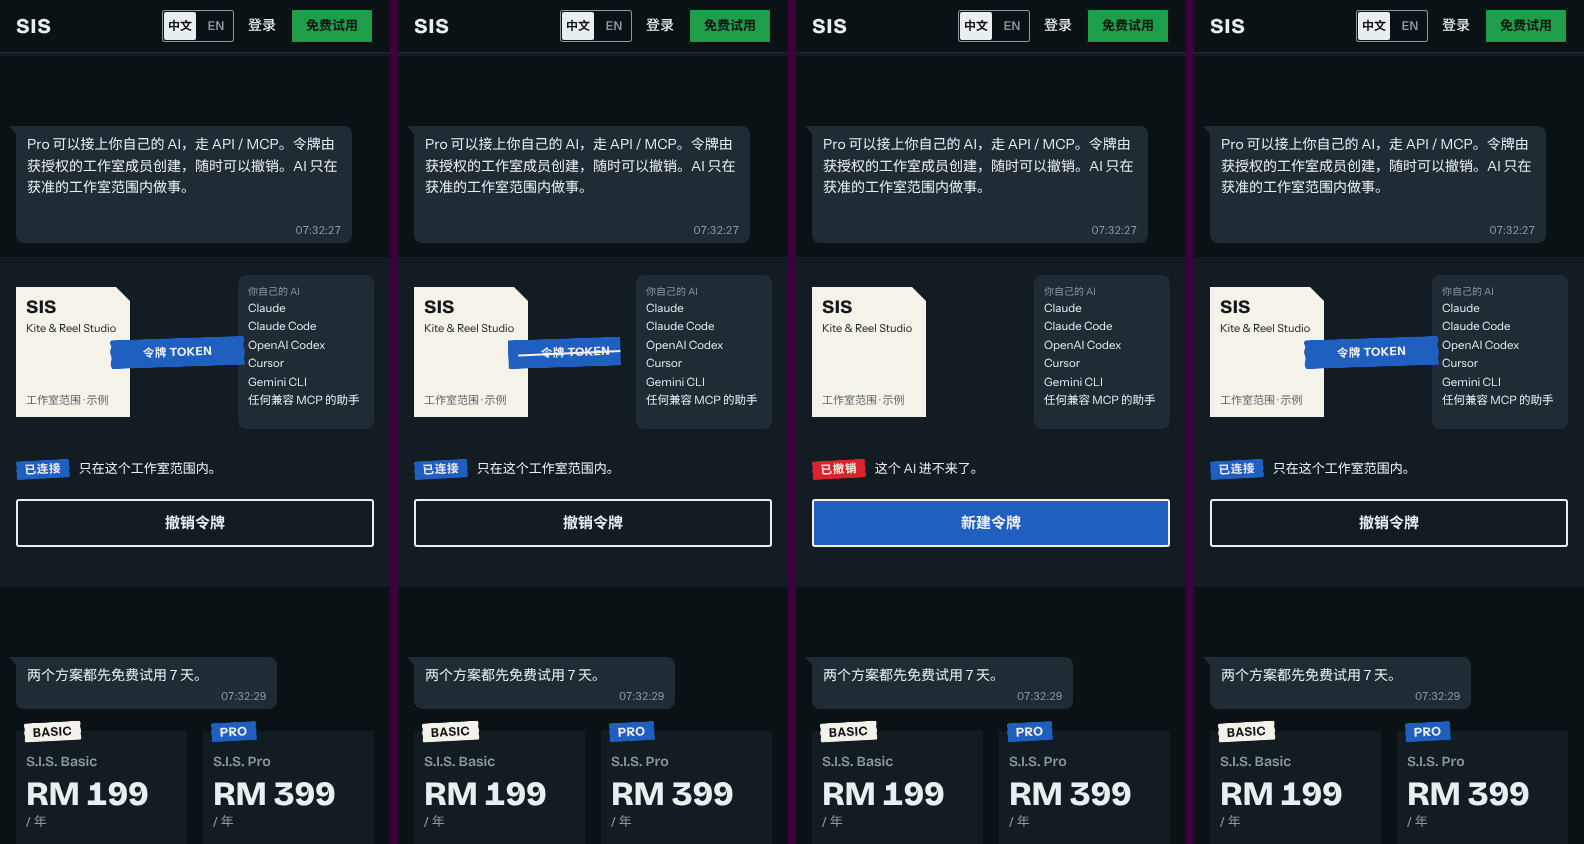 SIS
中文 EN 登录 免费试用
Pro 可以接上你自己的 AI，走 API / MCP。令牌由
获授权的工作室成员创建，随时可以撤销。AI 只在
获准的工作室范围内做事。
07:32:27
SIS
Kite & Reel Studio
令牌 TOKEN
工作室范围·示例
你自己的 AI
Claude
Claude Code
OpenAI Codex
Cursor
Gemini CLI
任何兼容 MCP 的助手
已连接 只在这个工作室范围内。
撤销令牌
两个方案都先免费试用 7 天。
07:32:29
BASIC
S.I.S. Basic
RM 199
/ 年
PRO
S.I.S. Pro
RM 399
/ 年
SIS
中文 EN 登录 免费试用
Pro 可以接上你自己的 AI，走 API / MCP。令牌由
获授权的工作室成员创建，随时可以撤销。AI 只在
获准的工作室范围内做事。
07:32:27
SIS
Kite & Reel Studio
令牌 TOKEN
工作室范围·示例
你自己的 AI
Claude
Claude Code
OpenAI Codex
Cursor
Gemini CLI
任何兼容 MCP 的助手
已连接 只在这个工作室范围内。
撤销令牌
两个方案都先免费试用 7 天。
07:32:29
BASIC
S.I.S. Basic
RM 199
/ 年
PRO
S.I.S. Pro
RM 399
/ 年
SIS
中文 EN 登录 免费试用
Pro 可以接上你自己的 AI，走 API / MCP。令牌由
获授权的工作室成员创建，随时可以撤销。AI 只在
获准的工作室范围内做事。
07:32:27
SIS
Kite & Reel Studio
工作室范围·示例
你自己的 AI
Claude
Claude Code
OpenAI Codex
Cursor
Gemini CLI
任何兼容 MCP 的助手
已撤销 这个 AI 进不来了。
新建令牌
两个方案都先免费试用 7 天。
07:32:29
BASIC
S.I.S. Basic
RM 199
/ 年
PRO
S.I.S. Pro
RM 399
/ 年
SIS
中文 EN 登录 免费试用
Pro 可以接上你自己的 AI，走 API / MCP。令牌由
获授权的工作室成员创建，随时可以撤销。AI 只在
获准的工作室范围内做事。
07:32:27
SIS
Kite & Reel Studio
令牌 TOKEN
工作室范围·示例
你自己的 AI
Claude
Claude Code
OpenAI Codex
Cursor
Gemini CLI
任何兼容 MCP 的助手
已连接 只在这个工作室范围内。
撤销令牌
两个方案都先免费试用 7 天。
07:32:29
BASIC
S.I.S. Basic
RM 199
/ 年
PRO
S.I.S. Pro
RM 399
/ 年